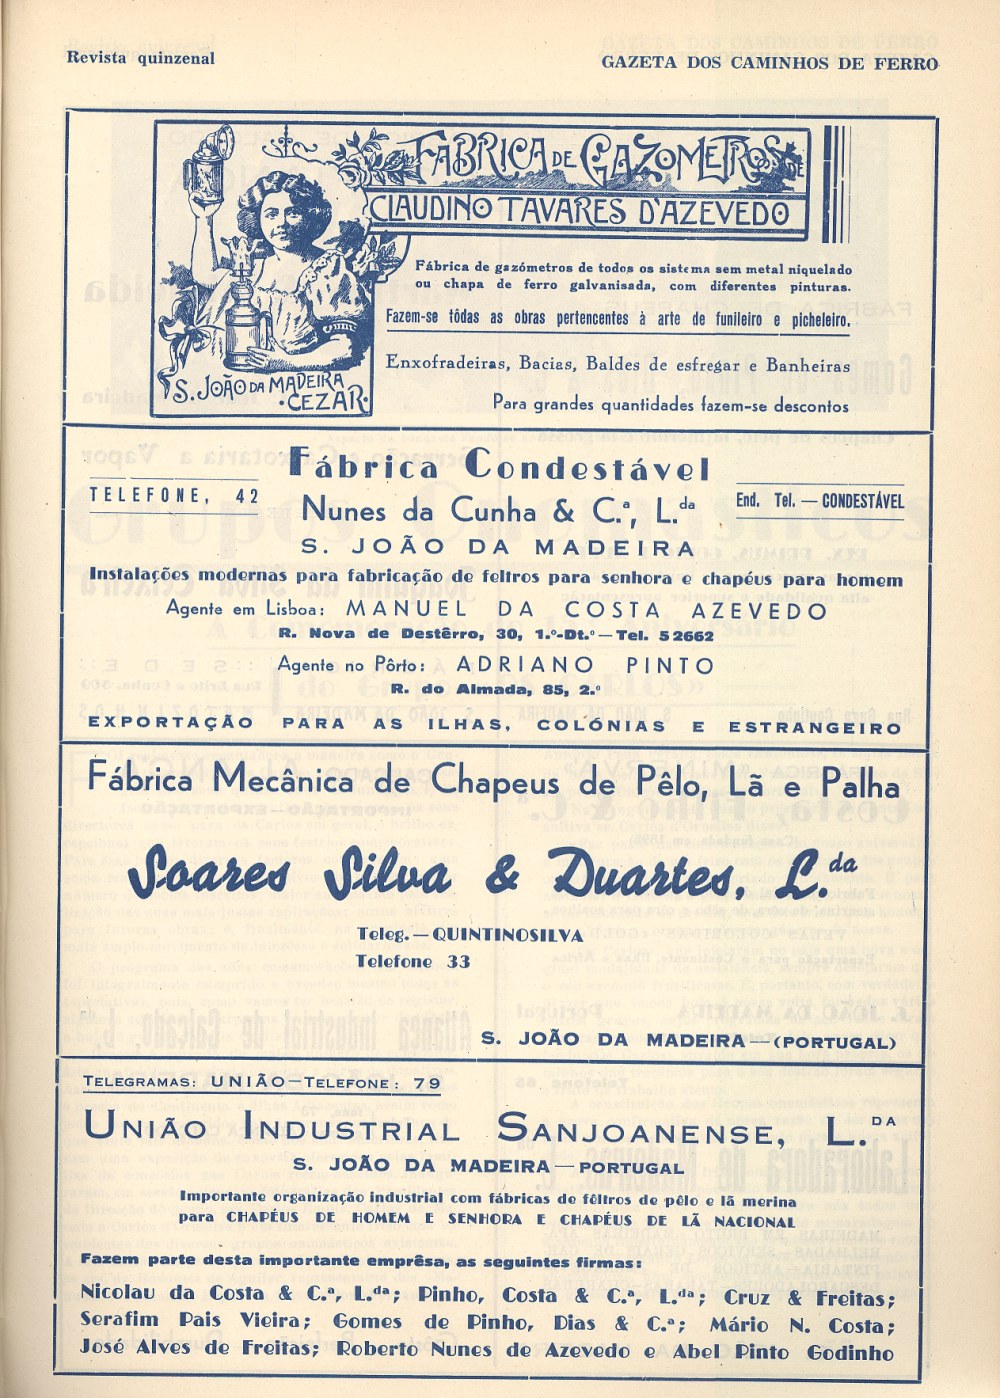 Revista quinzenal
GAZETA DOS CAMINHOS DE FERRO
FABRICA DE GAZOMETROS DE
CLAUDINO TAVARES D'AZEVEDO
S. JOÃO DA MADEIRA
CEZAR
Fábrica de gazómetros de todos os sistema sem metal niquelado
ou chapa de ferro galvanisada, com diferentes pinturas.
Fazem-se tôdas as obras pertencentes à arte de funileiro e picheleiro.
Enxofradeiras, Bacias, Baldes de esfregar e Banheiras
Para grandes quantidades fazem-se descontos
Fábrica Condestável
TELEFONE, 42
End. Tel. — CONDESTÁVEL
Nunes da Cunha & C.ª, L.da
S. JOÃO DA MADEIRA
Instalações modernas para fabricação de feltros para senhora e chapéus para homem
Agente em Lisboa: MANUEL DA COSTA AZEVEDO
R. Nova de Destêrro, 30, 1.º-Dt.º — Tel. 52662
Agente no Pôrto: ADRIANO PINTO
R. do Almada, 85, 2.º
EXPORTAÇÃO PARA AS ILHAS, COLÓNIAS E ESTRANGEIRO
Fábrica Mecânica de Chapeus de Pêlo, Lã e Palha
Soares Silva & Duartes, L.da
Teleg. — QUINTINOSILVA
Telefone 33
S. JOÃO DA MADEIRA — (PORTUGAL)
TELEGRAMAS: UNIÃO — TELEFONE: 79
UNIÃO INDUSTRIAL SANJOANENSE, L.DA
S. JOÃO DA MADEIRA — PORTUGAL
Importante organização industrial com fábricas de fêltros de pêlo e lã merina
para CHAPÉUS DE HOMEM E SENHORA E CHAPÉUS DE LÃ NACIONAL
Fazem parte desta importante emprêsa, as seguintes firmas:
Nicolau da Costa & C.ª, L.da; Pinho, Costa & C.ª, L.da; Cruz & Freitas;
Serafim Pais Vieira; Gomes de Pinho, Dias & C.ª; Mário N. Costa;
José Alves de Freitas; Roberto Nunes de Azevedo e Abel Pinto Godinho